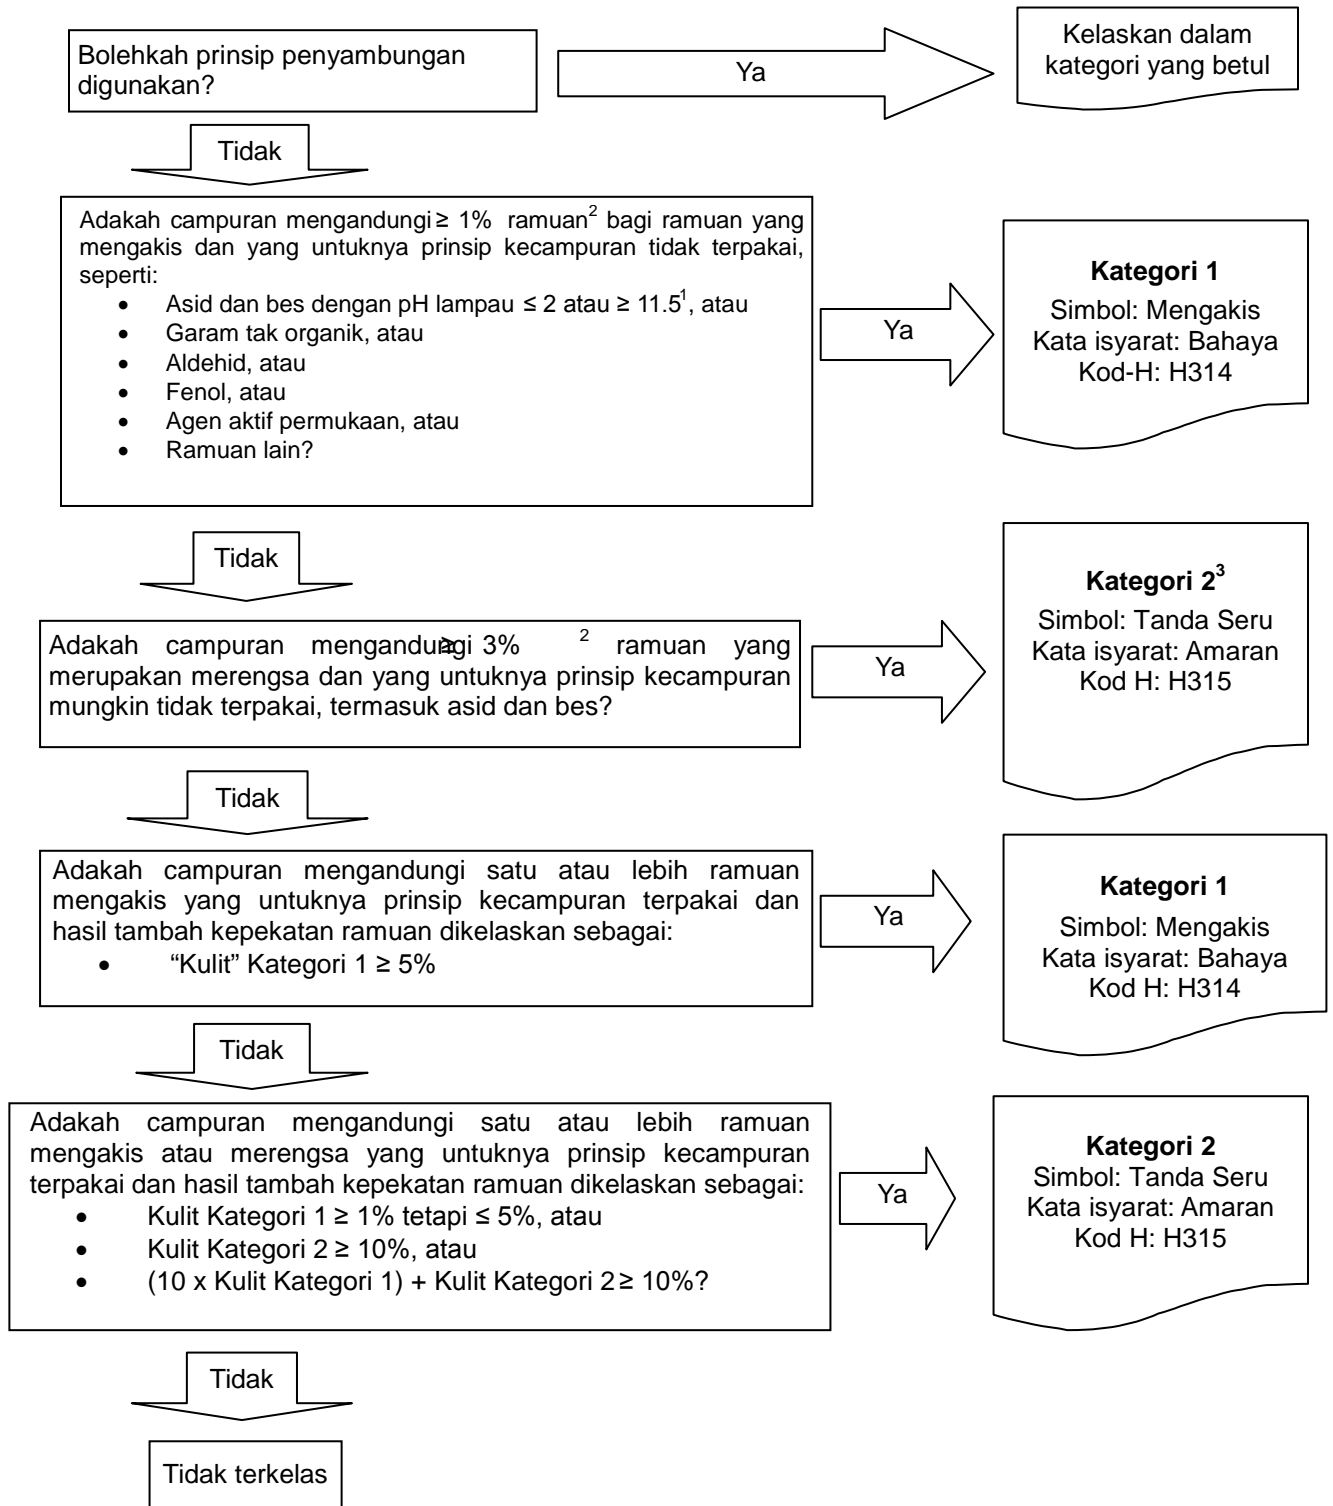 Bolehkah prinsip penyambungan
digunakan?
Ya
Kelaskan dalam
kategori yang betul
Tidak
Adakah campuran mengandungi ≥ 1% ramuan² bagi ramuan yang
mengakis dan yang untuknya prinsip kecampuran tidak terpakai,
seperti:
• Asid dan bes dengan pH lampau ≤ 2 atau ≥ 11.5¹, atau
• Garam tak organik, atau
• Aldehid, atau
• Fenol, atau
• Agen aktif permukaan, atau
• Ramuan lain?
Ya
Kategori 1
Simbol: Mengakis
Kata isyarat: Bahaya
Kod-H: H314
Tidak
Adakah campuran mengandungi ≥ 3% ² ramuan yang
merupakan merengsa dan yang untuknya prinsip kecampuran
mungkin tidak terpakai, termasuk asid dan bes?
Ya
Kategori 2³
Simbol: Tanda Seru
Kata isyarat: Amaran
Kod H: H315
Tidak
Adakah campuran mengandungi satu atau lebih ramuan
mengakis yang untuknya prinsip kecampuran terpakai dan
hasil tambah kepekatan ramuan dikelaskan sebagai:
• “Kulit” Kategori 1 ≥ 5%
Ya
Kategori 1
Simbol: Mengakis
Kata isyarat: Bahaya
Kod H: H314
Tidak
Adakah campuran mengandungi satu atau lebih ramuan
mengakis atau merengsa yang untuknya prinsip kecampuran
terpakai dan hasil tambah kepekatan ramuan dikelaskan sebagai:
• Kulit Kategori 1 ≥ 1% tetapi ≤ 5%, atau
• Kulit Kategori 2 ≥ 10%, atau
• (10 x Kulit Kategori 1) + Kulit Kategori 2 ≥ 10%?
Ya
Kategori 2
Simbol: Tanda Seru
Kata isyarat: Amaran
Kod H: H315
Tidak
Tidak terkelas